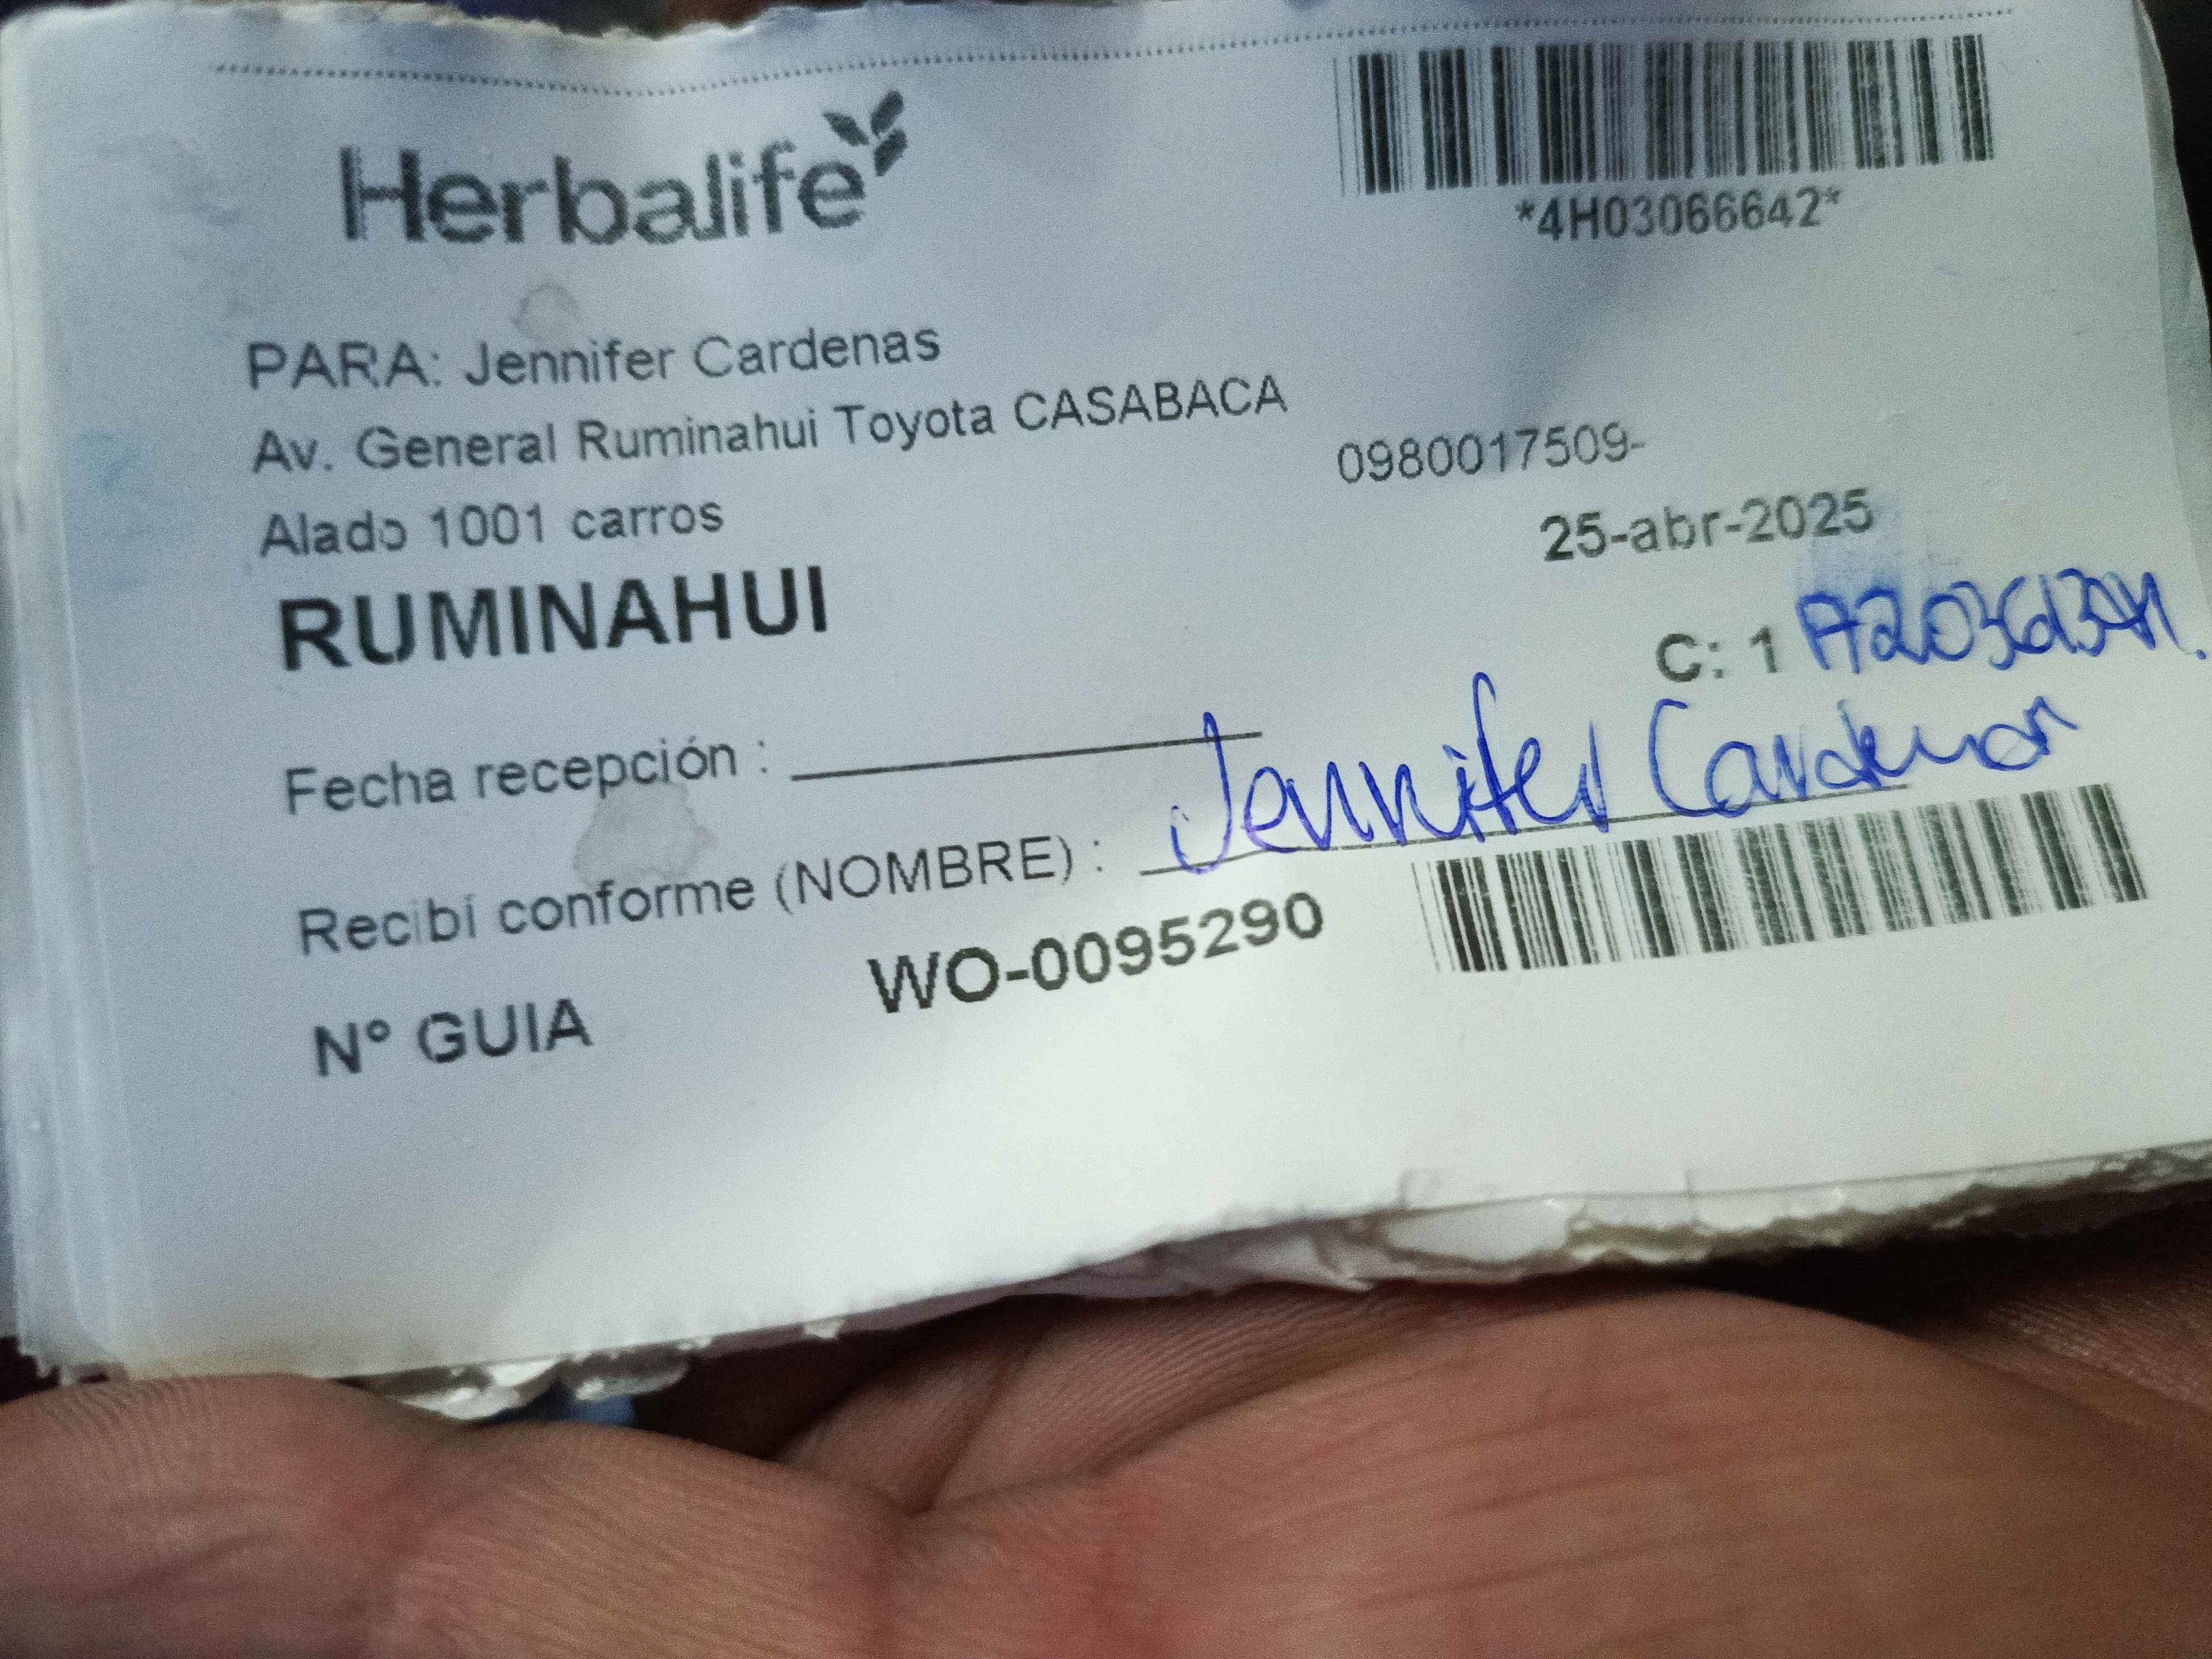 Herbalife
*4H03066642*
PARA: Jennifer Cardenas
Av. General Ruminahui Toyota CASABACA
0980017509-
Alado 1001 carros
25-abr-2025
RUMINAHUI
C: 1
Fecha recepción :
Recibí conforme (NOMBRE) : Jennifer Cardenas
Nº GUIA WO-0095290